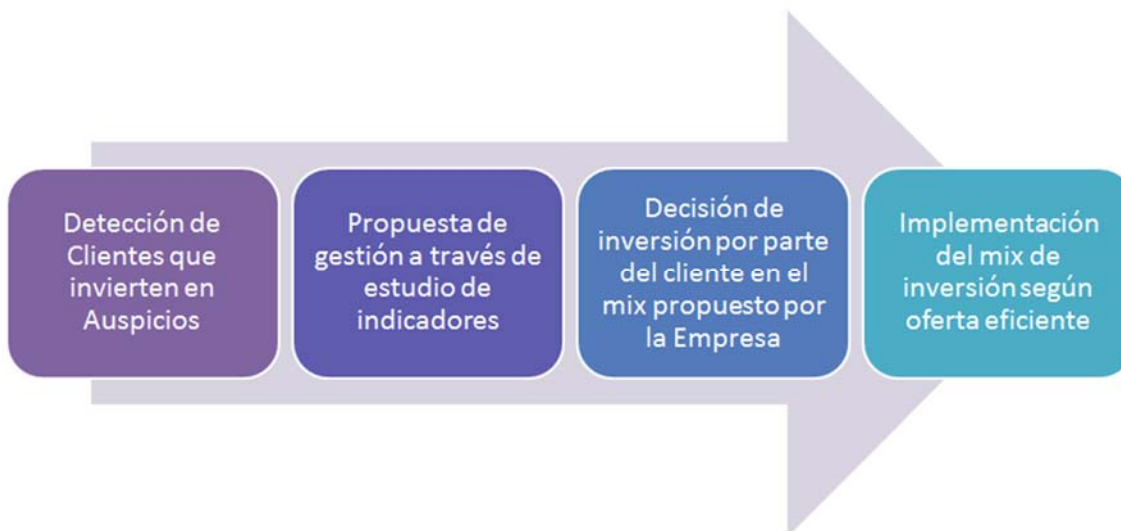 Detección de
Clientes que
invierten en
Auspicios
Propuesta de
gestión a través de
estudio de
indicadores
Decisión de
inversión por parte
del cliente en el
mix propuesto por
la Empresa
Implementación
del mix de
inversión según
oferta eficiente